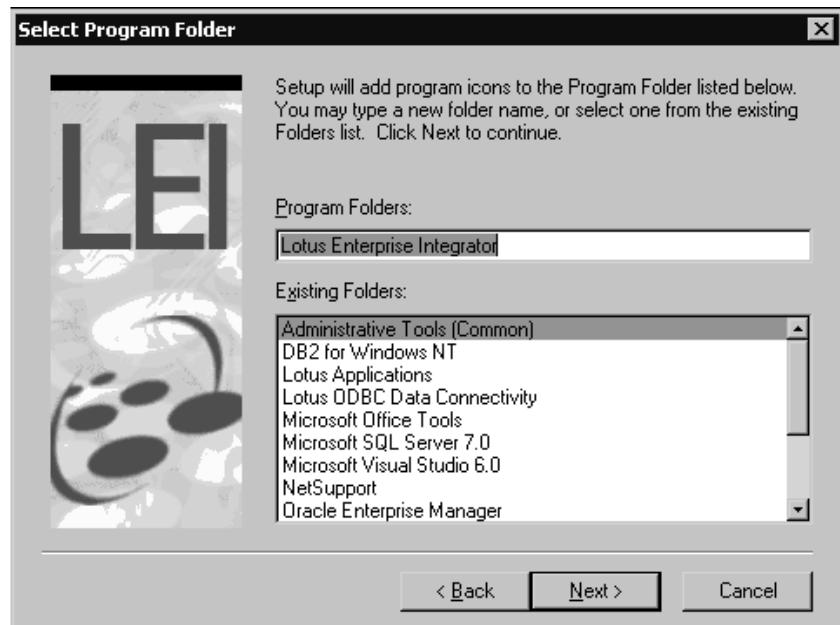 Select Program Folder
LEI
Setup will add program icons to the Program Folder listed below.
You may type a new folder name, or select one from the existing
Folders list. Click Next to continue.
Program Folders:
Lotus Enterprise Integrator
Existing Folders:
Administrative Tools (Common)
DB2 for Windows NT
Lotus Applications
Lotus ODBC Data Connectivity
Microsoft Office Tools
Microsoft SQL Server 7.0
Microsoft Visual Studio 6.0
NetSupport
Oracle Enterprise Manager
< Back
Next >
Cancel